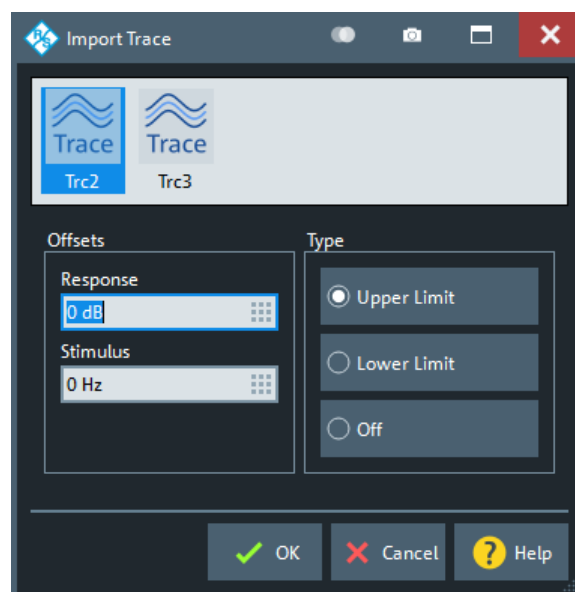 R&S Import Trace
Trace Trace
Trc2 Trc3
Offsets
Response
0 dB
Stimulus
0 Hz
Type
Upper Limit
Lower Limit
Off
OK Cancel ? Help